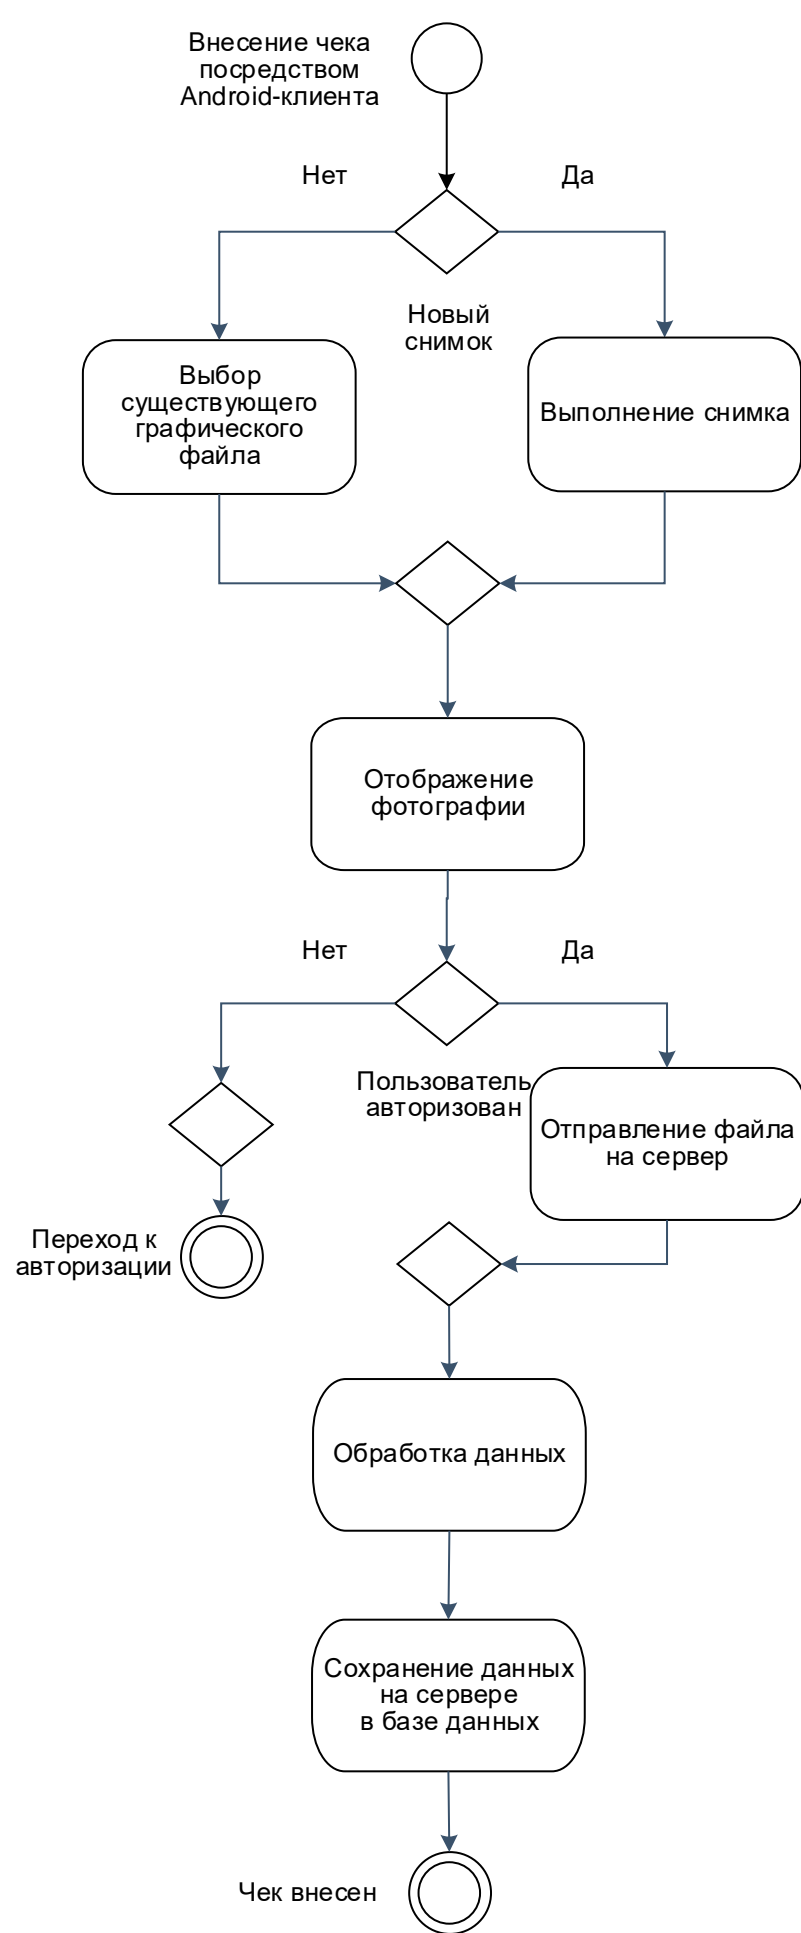 Внесение чека
посредством
Android-клиента
Нет
Да
Новый
снимок
Выбор
существующего
графического
файла
Выполнение снимка
Отображение
фотографии
Нет
Да
Пользователь
авторизован
Отправление файла
на сервер
Переход к
авторизации
Обработка данных
Сохранение данных
на сервере
в базе данных
Чек внесен